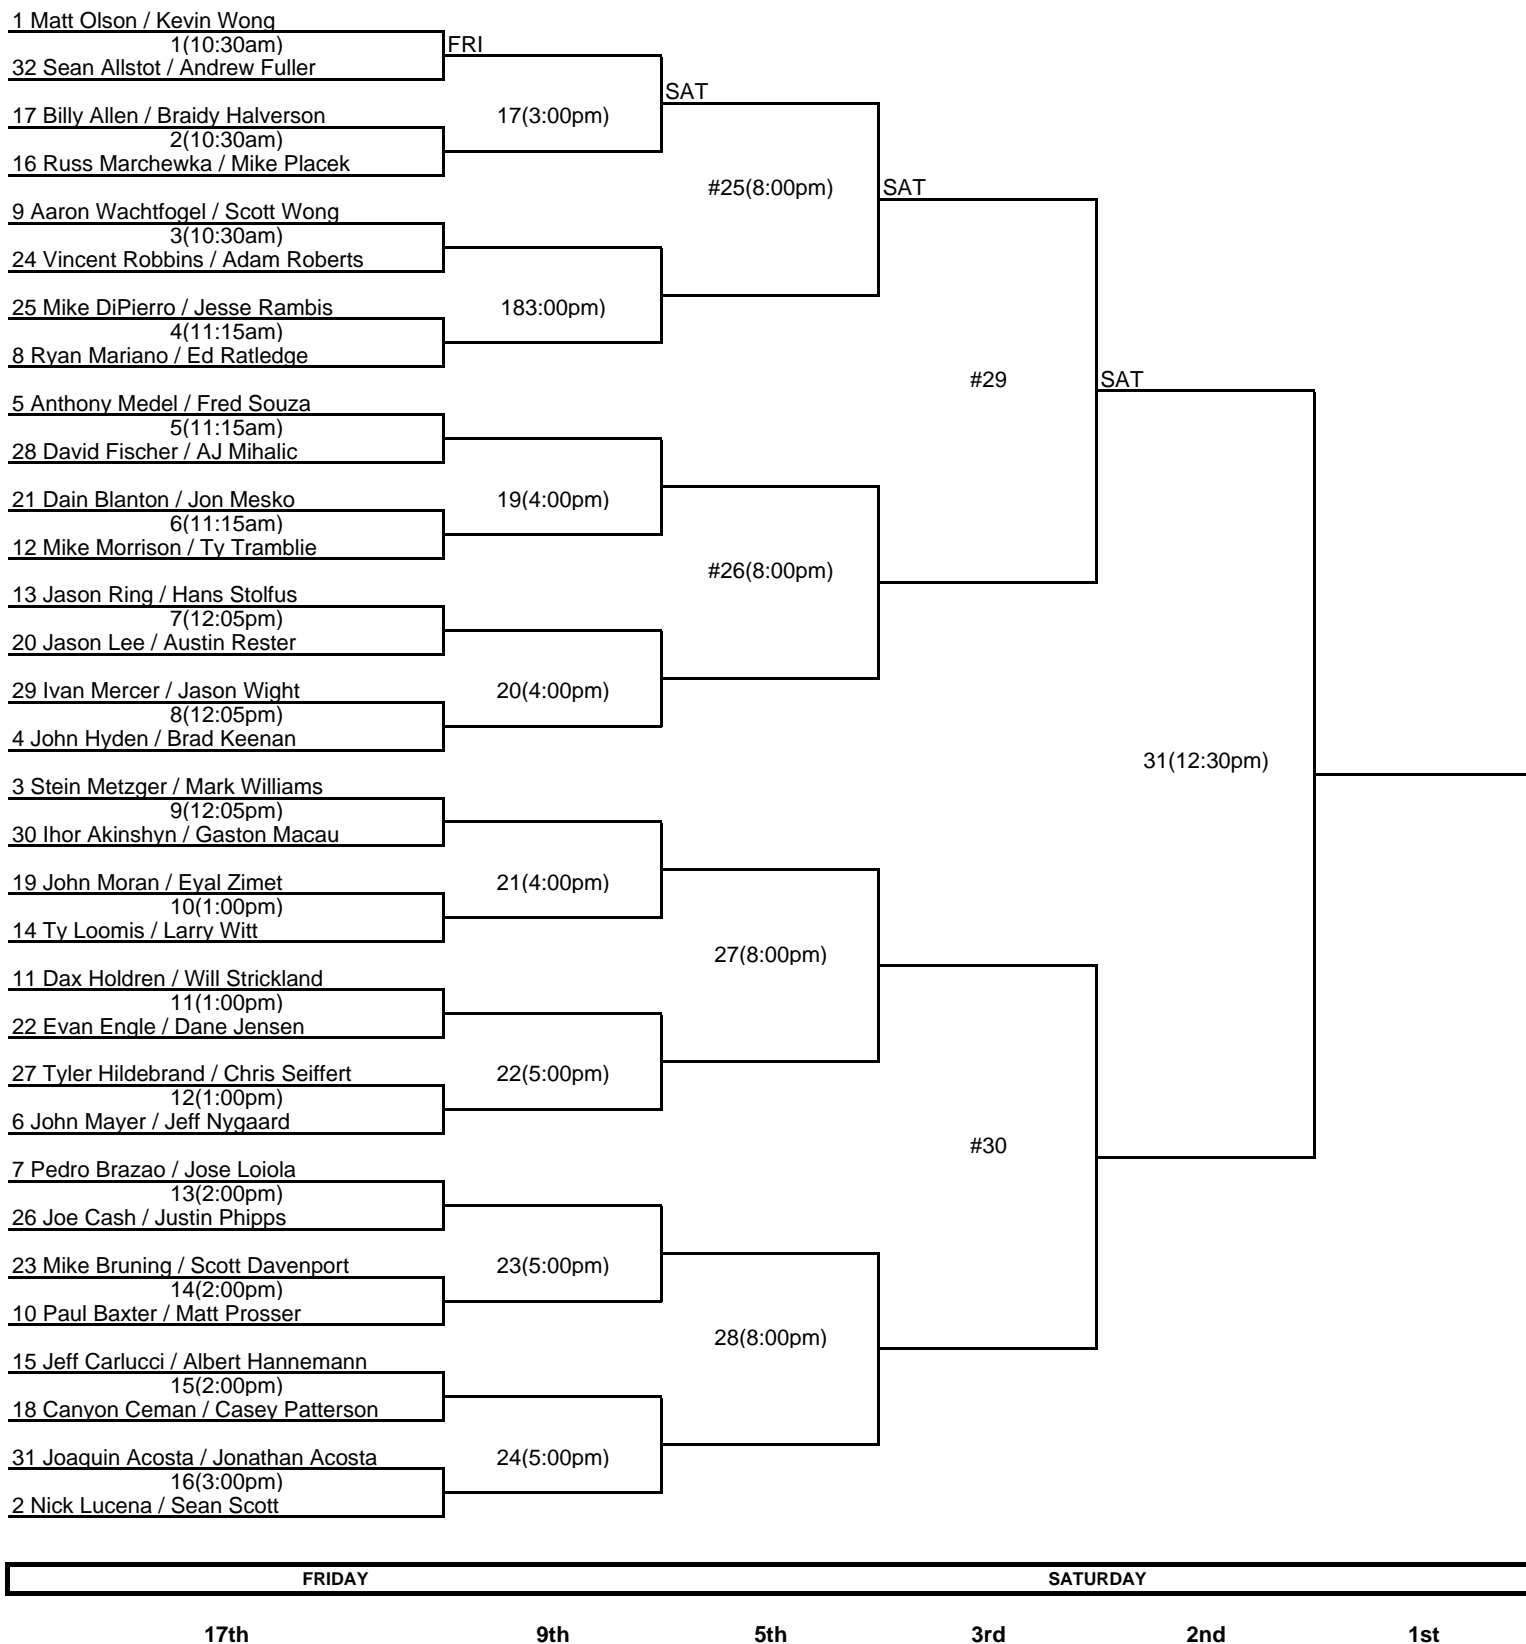 1 Matt Olson / Kevin Wong
1(10:30am)
FRI
32 Sean Allstot / Andrew Fuller
SAT
17 Billy Allen / Braidy Halverson
17(3:00pm)
2(10:30am)
16 Russ Marchewka / Mike Placek
#25(8:00pm)
SAT
9 Aaron Wachtfogel / Scott Wong
3(10:30am)
24 Vincent Robbins / Adam Roberts
25 Mike DiPierro / Jesse Rambis
183:00pm)
4(11:15am)
8 Ryan Mariano / Ed Ratledge
#29
SAT
5 Anthony Medel / Fred Souza
5(11:15am)
28 David Fischer / AJ Mihalic
21 Dain Blanton / Jon Mesko
19(4:00pm)
6(11:15am)
12 Mike Morrison / Ty Tramblie
#26(8:00pm)
13 Jason Ring / Hans Stolfus
7(12:05pm)
20 Jason Lee / Austin Rester
29 Ivan Mercer / Jason Wight
20(4:00pm)
8(12:05pm)
4 John Hyden / Brad Keenan
31(12:30pm)
3 Stein Metzger / Mark Williams
9(12:05pm)
30 Ihor Akinshyn / Gaston Macau
19 John Moran / Eyal Zimet
21(4:00pm)
10(1:00pm)
14 Ty Loomis / Larry Witt
27(8:00pm)
11 Dax Holdren / Will Strickland
11(1:00pm)
22 Evan Engle / Dane Jensen
27 Tyler Hildebrand / Chris Seiffert
22(5:00pm)
12(1:00pm)
6 John Mayer / Jeff Nygaard
#30
7 Pedro Brazao / Jose Loiola
13(2:00pm)
26 Joe Cash / Justin Phipps
23 Mike Bruning / Scott Davenport
23(5:00pm)
14(2:00pm)
10 Paul Baxter / Matt Prosser
28(8:00pm)
15 Jeff Carlucci / Albert Hannemann
15(2:00pm)
18 Canyon Ceman / Casey Patterson
31 Joaquin Acosta / Jonathan Acosta
24(5:00pm)
16(3:00pm)
2 Nick Lucena / Sean Scott
FRIDAY SATURDAY
17th 9th 5th 3rd 2nd 1st